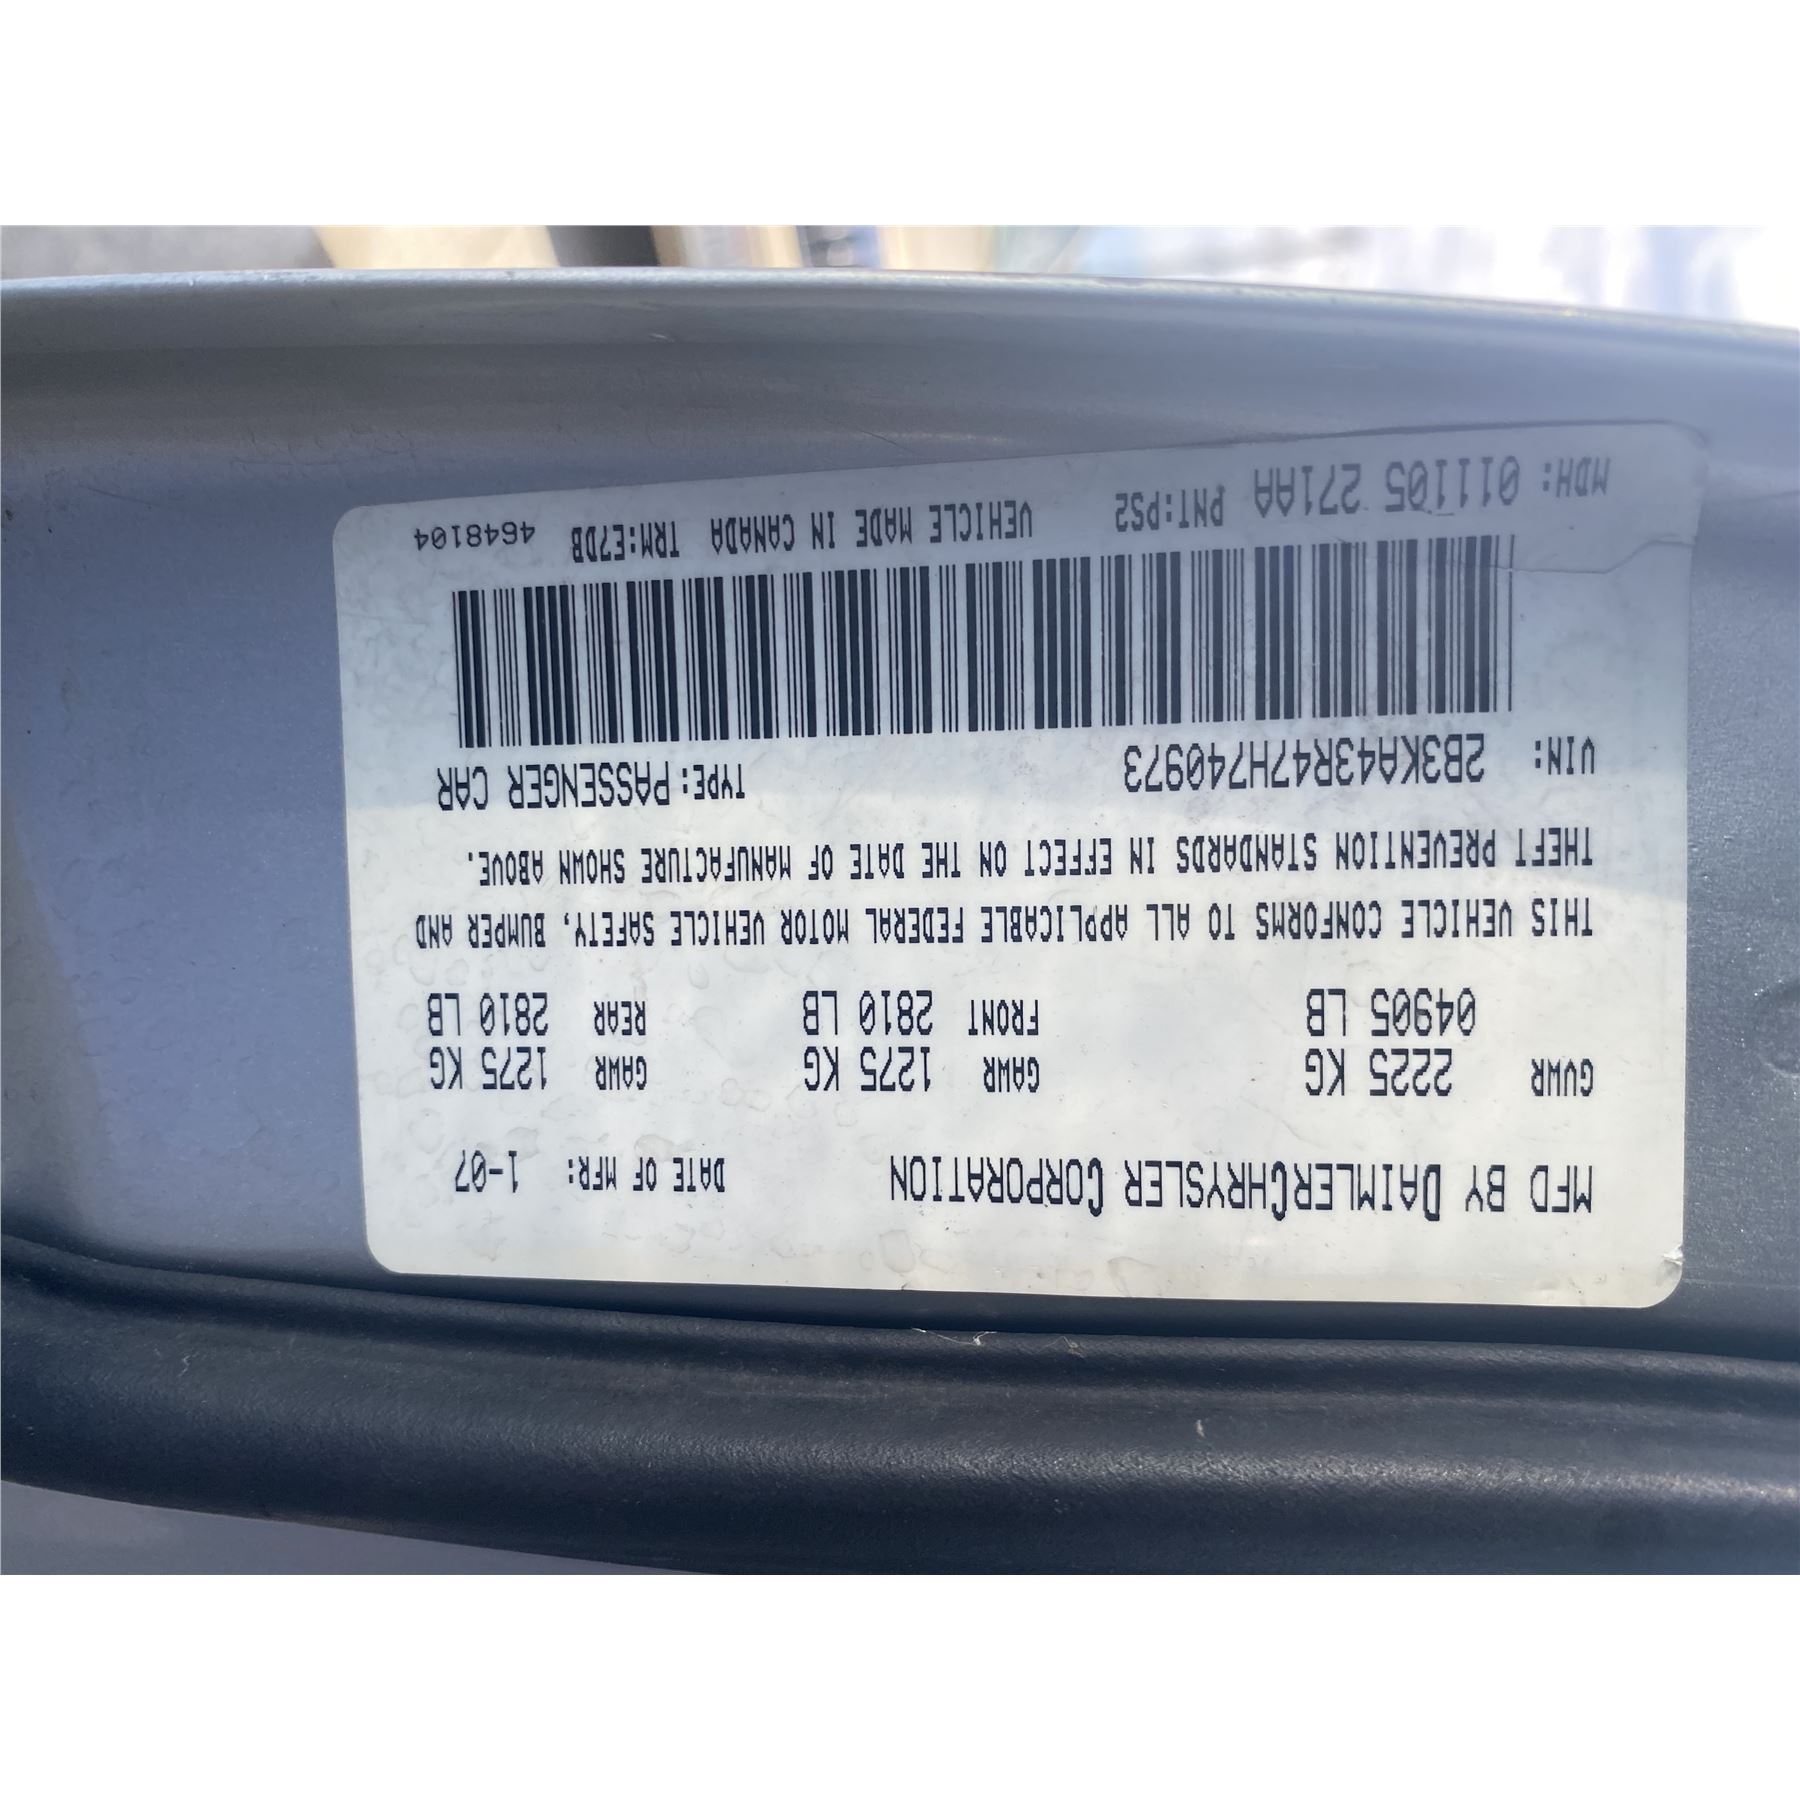 MFD BY DAIMLERCHRYSLER CORPORATION DATE OF MFR: 1-07
GVWR 2225 KG GAWR 1275 KG GAWR 1275 KG
04905 LB FRONT 2810 LB REAR 2810 LB
THIS VEHICLE CONFORMS TO ALL APPLICABLE FEDERAL MOTOR VEHICLE SAFETY, BUMPER AND
THEFT PREVENTION STANDARDS IN EFFECT ON THE DATE OF MANUFACTURE SHOWN ABOVE.
VIN: 2B3KA43R47H740973 TYPE: PASSENGER CAR
MDH: 011105 271AA PNT:PS2 VEHICLE MADE IN CANADA TRM:E7DB 4648104